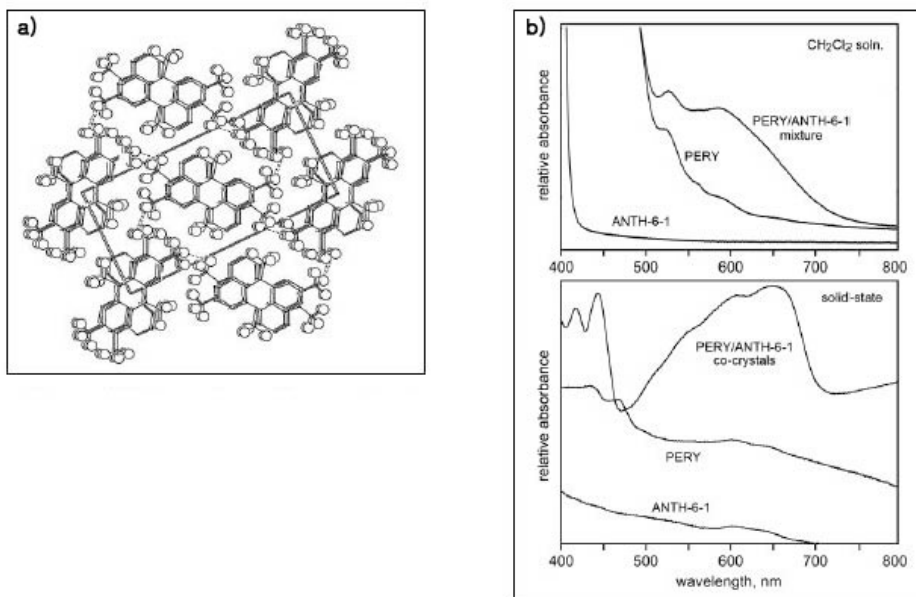 a)
b)
CH2Cl2 soln.
relative absorbance
PERY/ANTH-6-1
mixture
PERY
ANTH-6-1
400 500 600 700 800
solid-state
relative absorbance
PERY/ANTH-6-1
co-crystals
PERY
ANTH-6-1
400 500 600 700 800
wavelength, nm